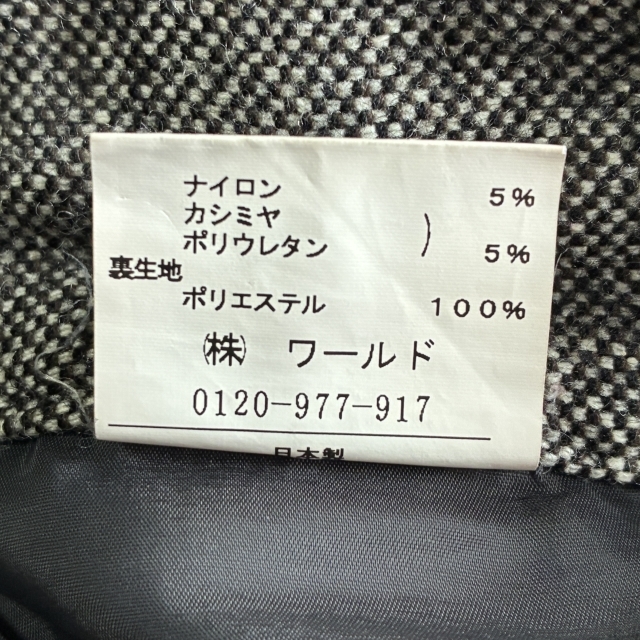 ナイロン 5%
カシミヤ
ポリウレタン ) 5%
裏生地
ポリエステル 100%
㈱ ワールド
0120-977-917
日本製